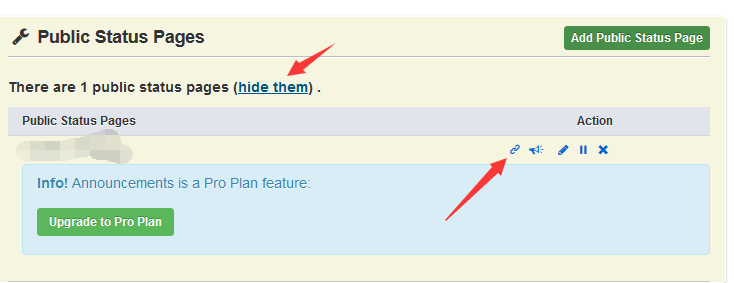 Public Status Pages
Add Public Status Page
There are 1 public status pages (hide them) .
Public Status Pages Action
Info! Announcements is a Pro Plan feature:
Upgrade to Pro Plan